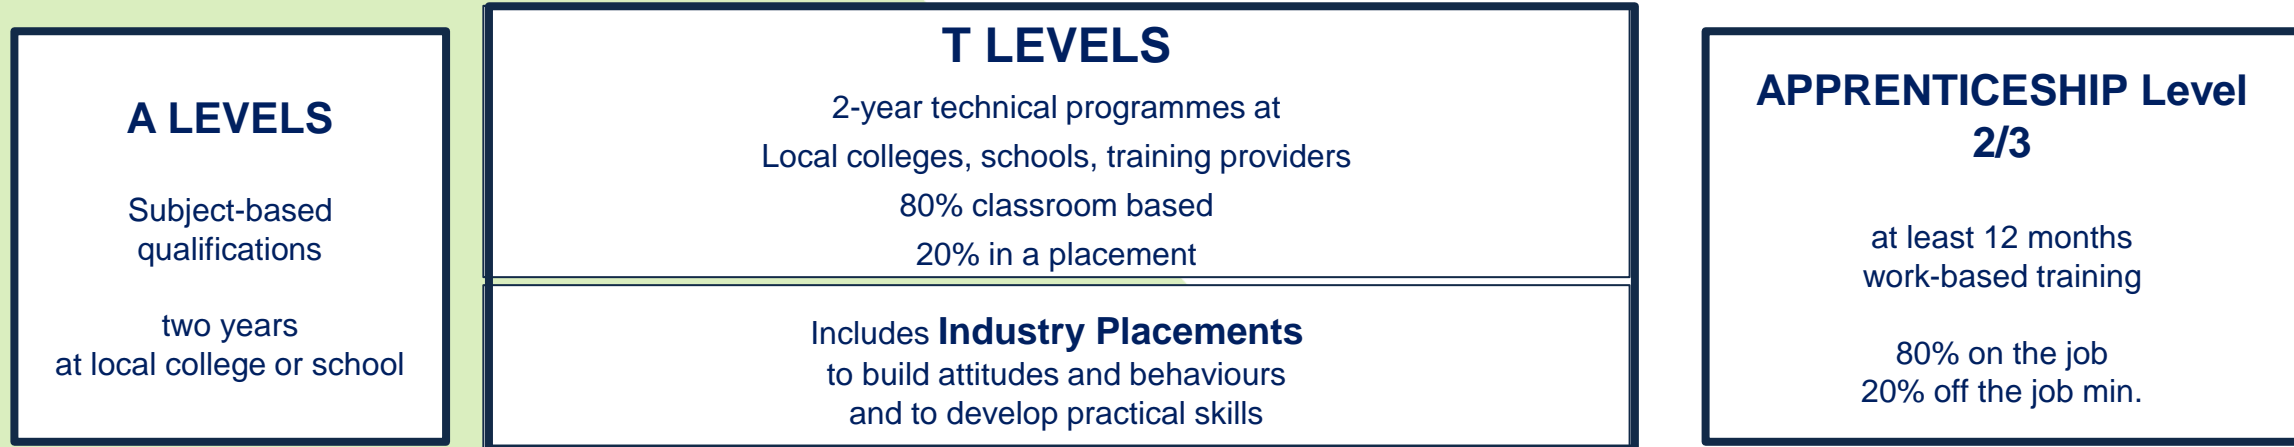 A LEVELS
Subject-based
qualifications
two years
at local college or school
T LEVELS
2-year technical programmes at
Local colleges, schools, training providers
80% classroom based
20% in a placement
Includes Industry Placements
to build attitudes and behaviours
and to develop practical skills
APPRENTICESHIP Level
2/3
at least 12 months
work-based training
80% on the job
20% off the job min.